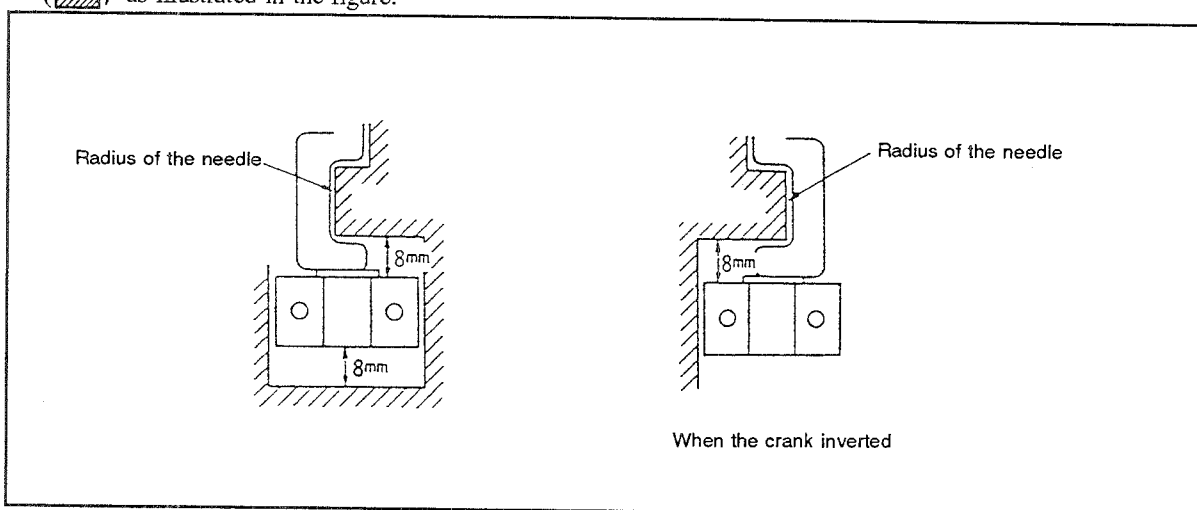 as illustrated in the figure.
Radius of the needle
8mm
8mm
Radius of the needle
8mm
When the crank inverted